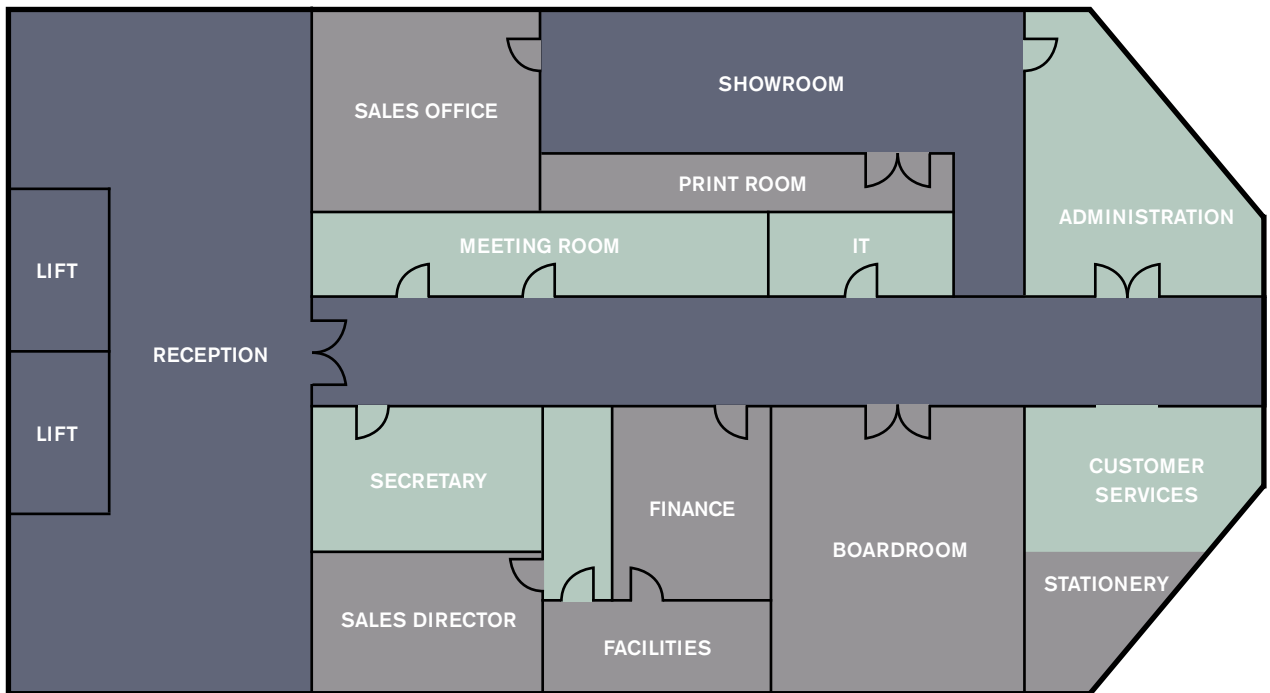 SHOWROOM
SALES OFFICE
PRINT ROOM
ADMINISTRATION
MEETING ROOM
IT
LIFT
RECEPTION
LIFT
CUSTOMER
SERVICES
SECRETARY
FINANCE
BOARDROOM
STATIONERY
SALES DIRECTOR
FACILITIES